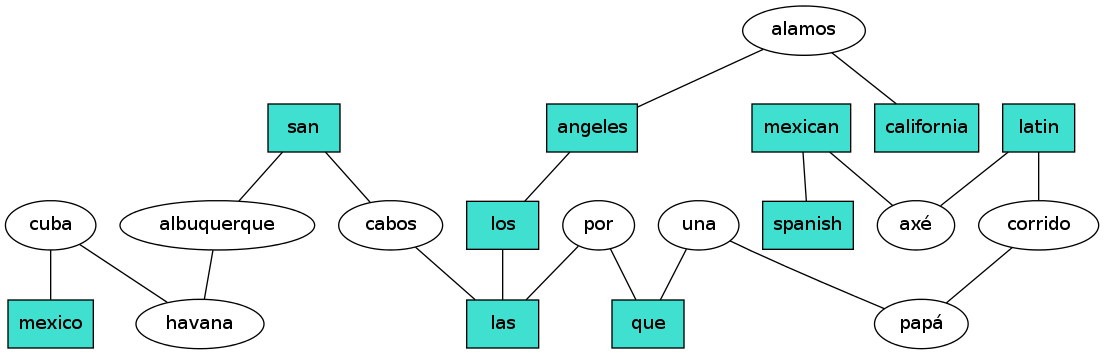 alamos
san
angeles
mexican
california
latin
cuba
albuquerque
cabos
los
por
una
spanish
axé
corrido
mexico
havana
las
que
papá